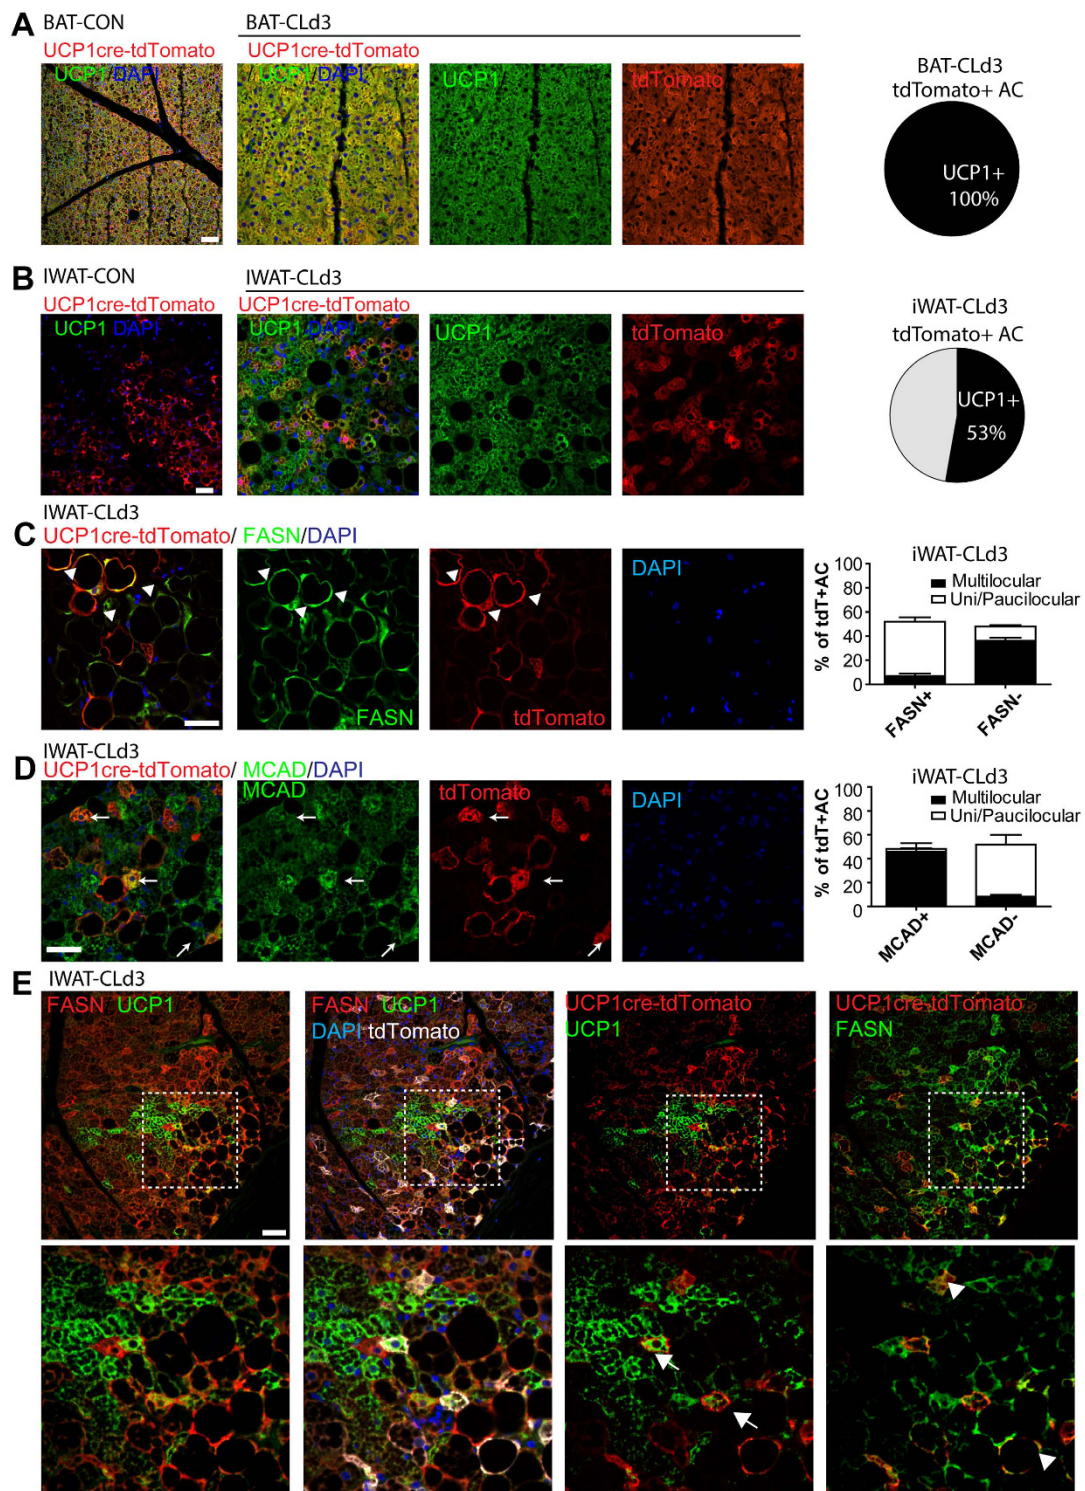 A
BAT-CON
BAT-CLd3
UCP1cre-tdTomato
UCP1cre-tdTomato
UCP1/DAPI
/ UCP1/DAPI
UCP1
tdTomato
BAT-CLd3
tdTomato+ AC
UCP1+
100%
B
IWAT-CON
IWAT-CLd3
UCP1cre-tdTomato
UCP1cre-tdTomato
UCP1 DAPI
UCP1 DAPI
UCP1
tdTomato
iWAT-CLd3
tdTomato+ AC
UCP1+
53%
C
IWAT-CLd3
UCP1cre-tdTomato/ FASN/DAPI
FASN
tdTomato
DAPI
iWAT-CLd3
Multilocular
Uni/Paucilocular
% of tdT+AC
100
80
60
40
20
0
FASN+
FASN-
D
IWAT-CLd3
UCP1cre-tdTomato/ MCAD/DAPI
MCAD
tdTomato
DAPI
iWAT-CLd3
Multilocular
Uni/Paucilocular
% of tdT+AC
100
80
60
40
20
0
MCAD+
MCAD-
E
IWAT-CLd3
FASN UCP1
FASN UCP1
DAPI tdTomato
UCP1cre-tdTomato
UCP1
UCP1cre-tdTomato
FASN